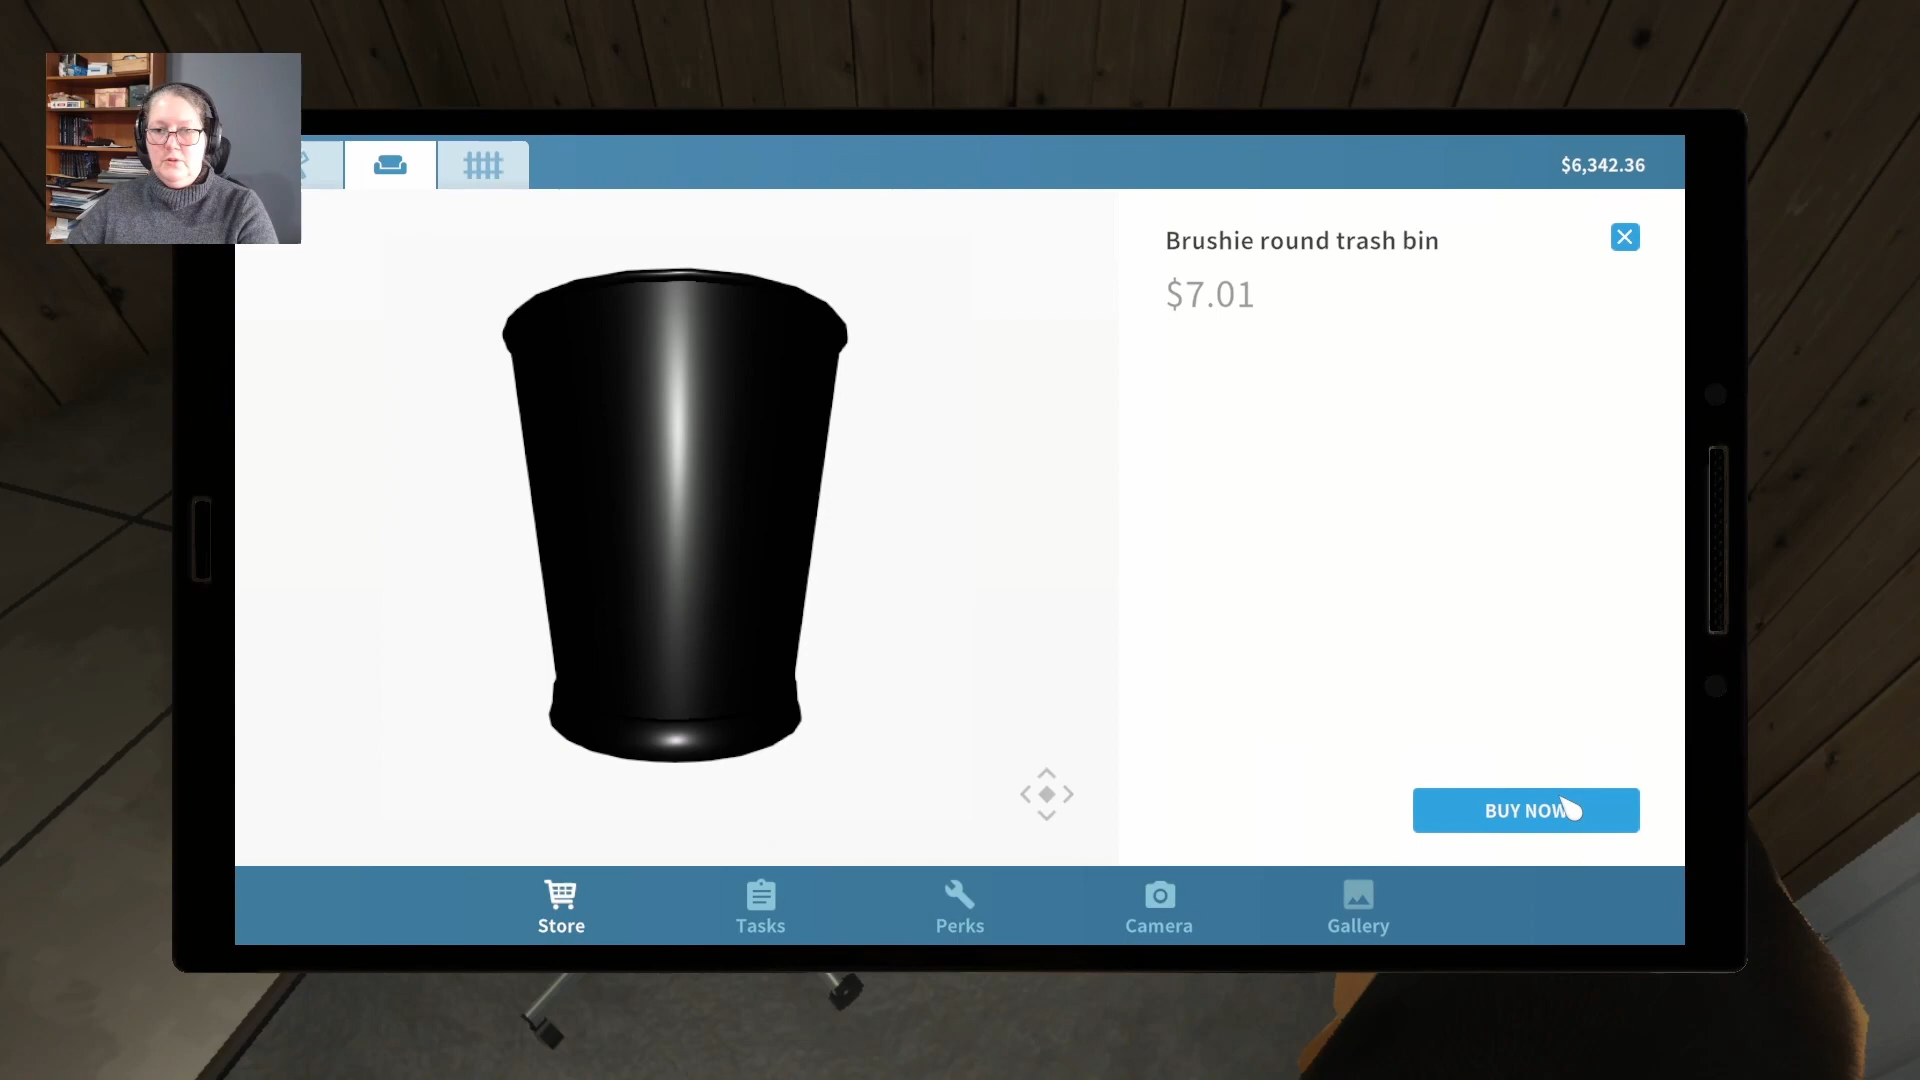 $6,342.36
Brushie round trash bin
$7.01
BUY NOW
Store
Tasks
Perks
Camera
Gallery